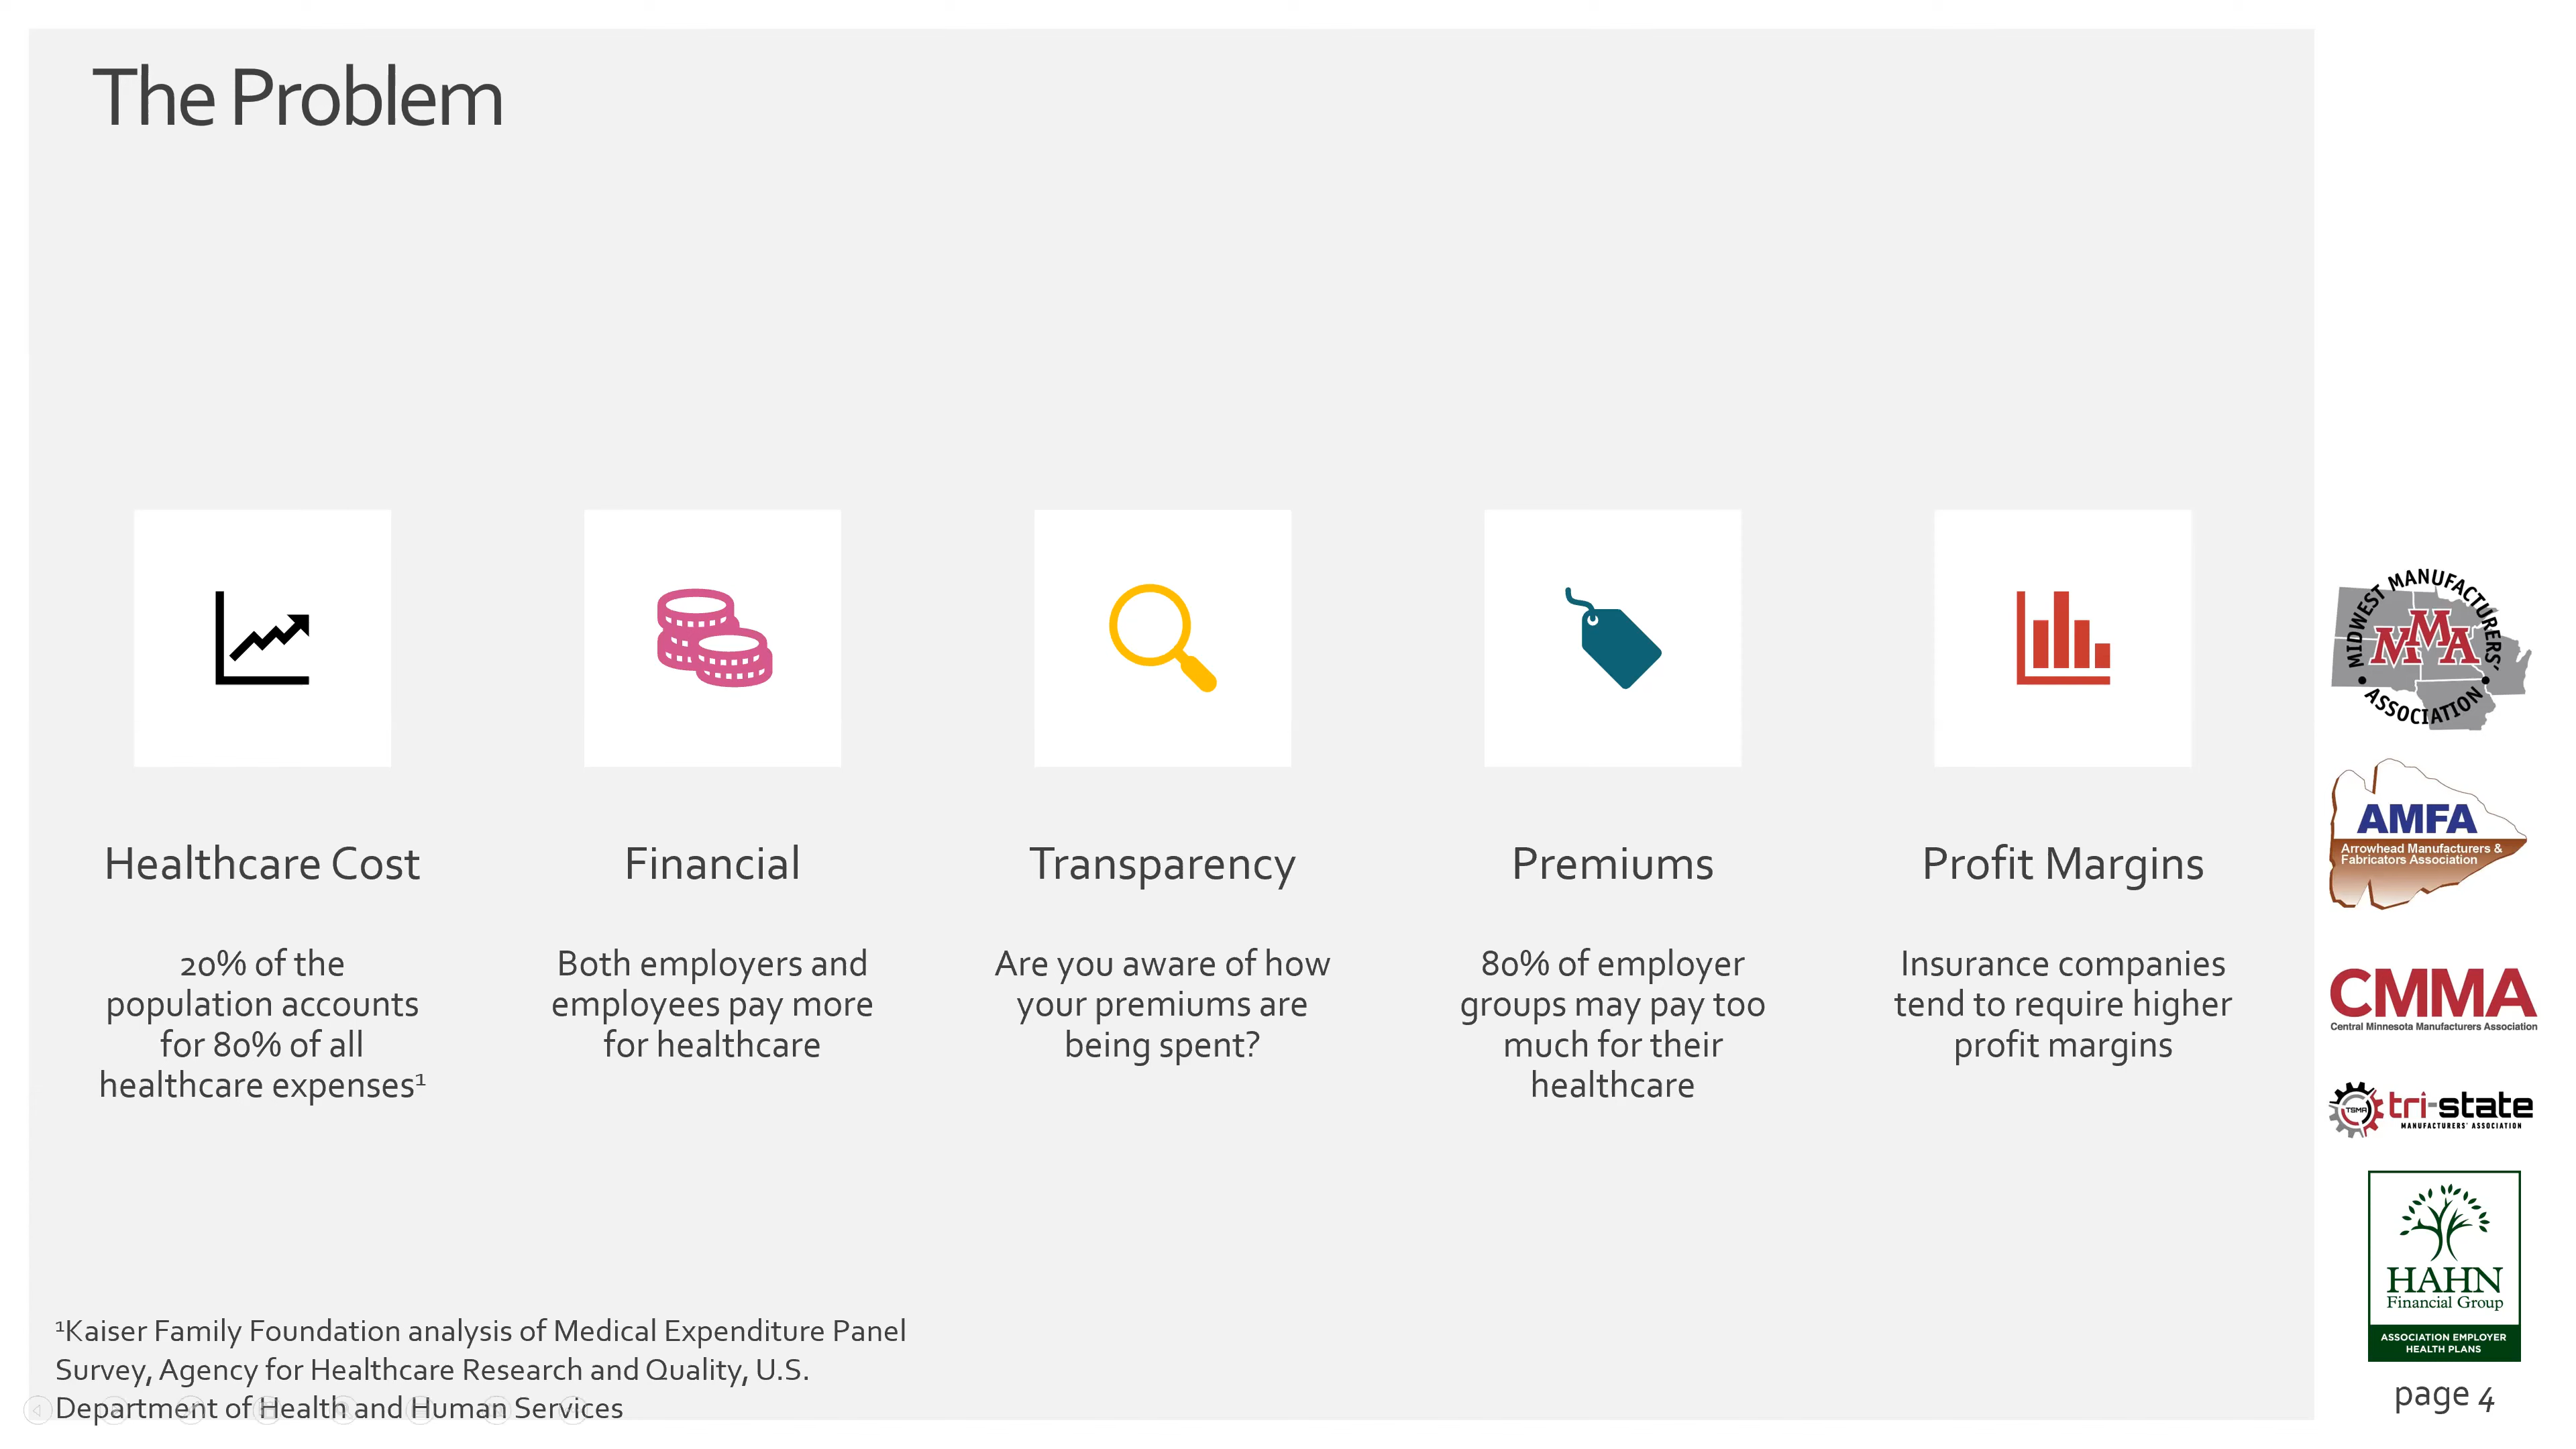 The Problem
Healthcare Cost
20% of the
population accounts
for 80% of all
healthcare expenses¹
Financial
Both employers and
employees pay more
for healthcare
Transparency
Are you aware of how
your premiums are
being spent?
Premiums
80% of employer
groups may pay too
much for their
healthcare
Profit Margins
Insurance companies
tend to require higher
profit margins
¹Kaiser Family Foundation analysis of Medical Expenditure Panel
Survey, Agency for Healthcare Research and Quality, U.S.
Department of Health and Human Services
MIDWEST MANUFACTURERS'
MMA
ASSOCIATION
AMFA
Arrowhead Manufacturers &
Fabricators Association
CMMA
Central Minnesota Manufacturers Association
TSMA
tri-state
MANUFACTURERS' ASSOCIATION
HAHN
Financial Group
ASSOCIATION EMPLOYER
HEALTH PLANS
page 4